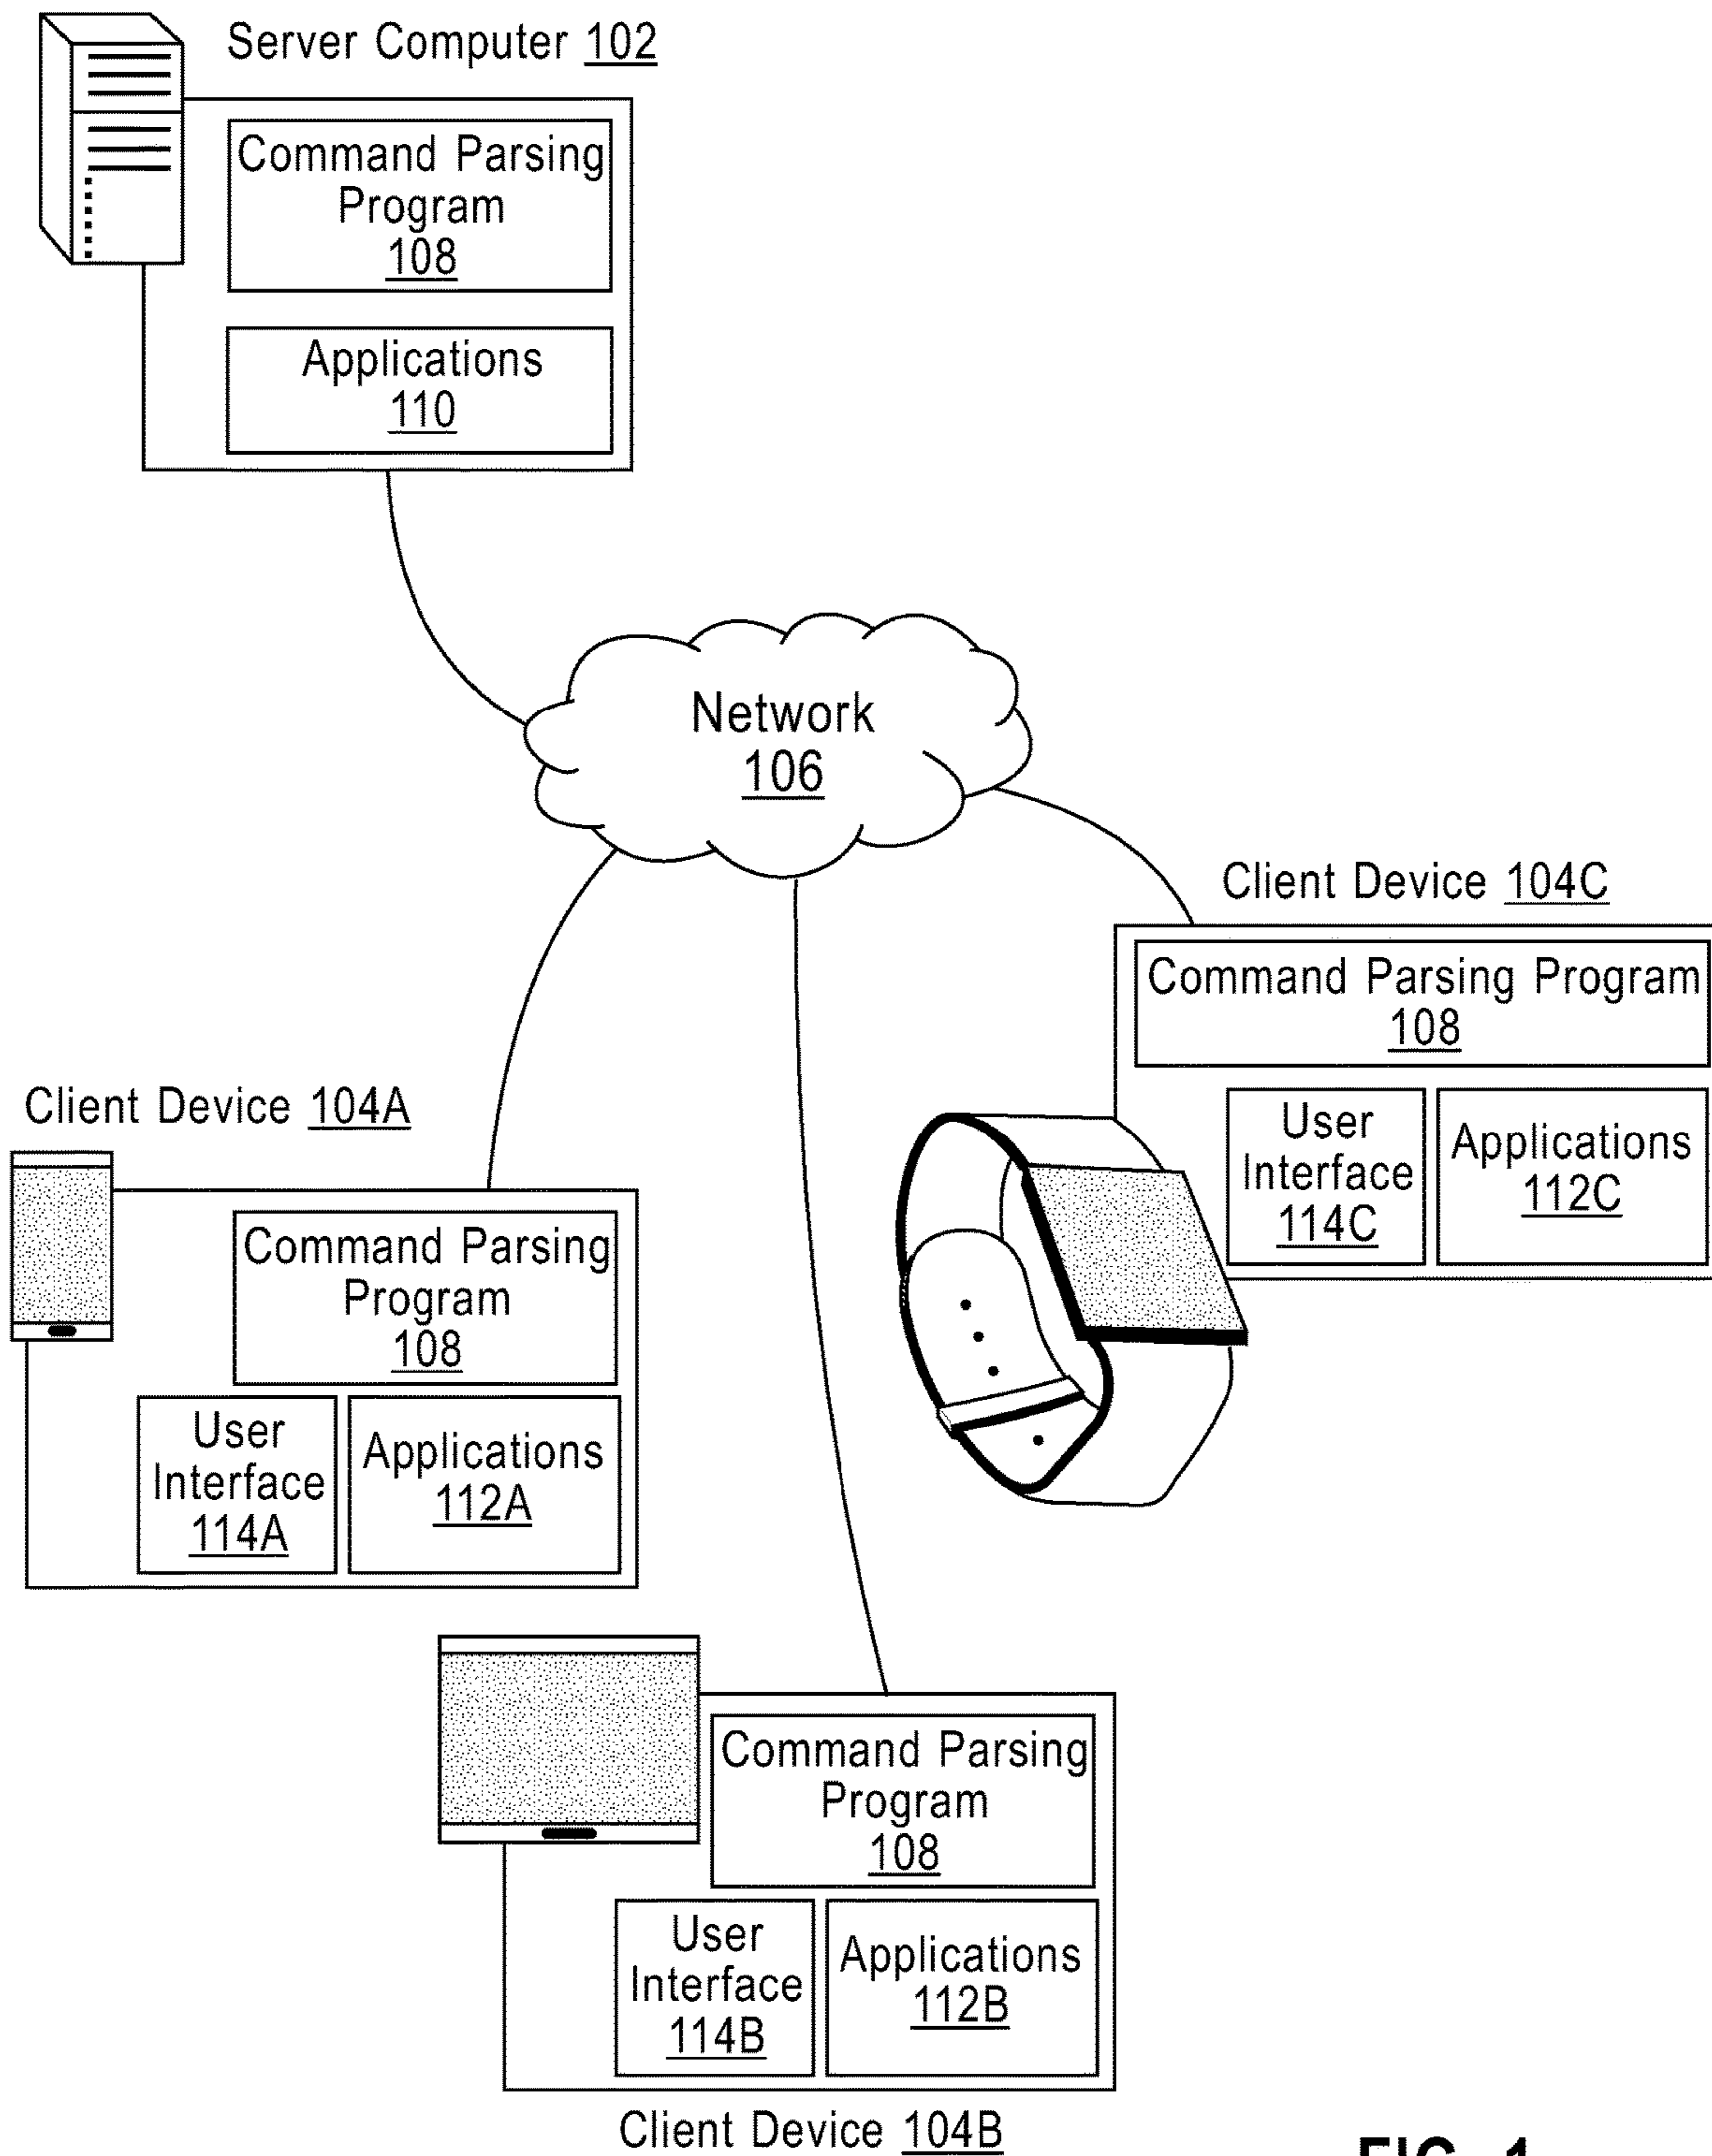 Server Computer 102
Command Parsing
Program
108
Applications
110
Network
106
Client Device 104C
Command Parsing Program
108
User
Interface
114C
Applications
112C
Client Device 104A
Command Parsing
Program
108
User
Interface
114A
Applications
112A
Command Parsing
Program
108
User
Interface
114B
Applications
112B
Client Device 104B
FIG. 1